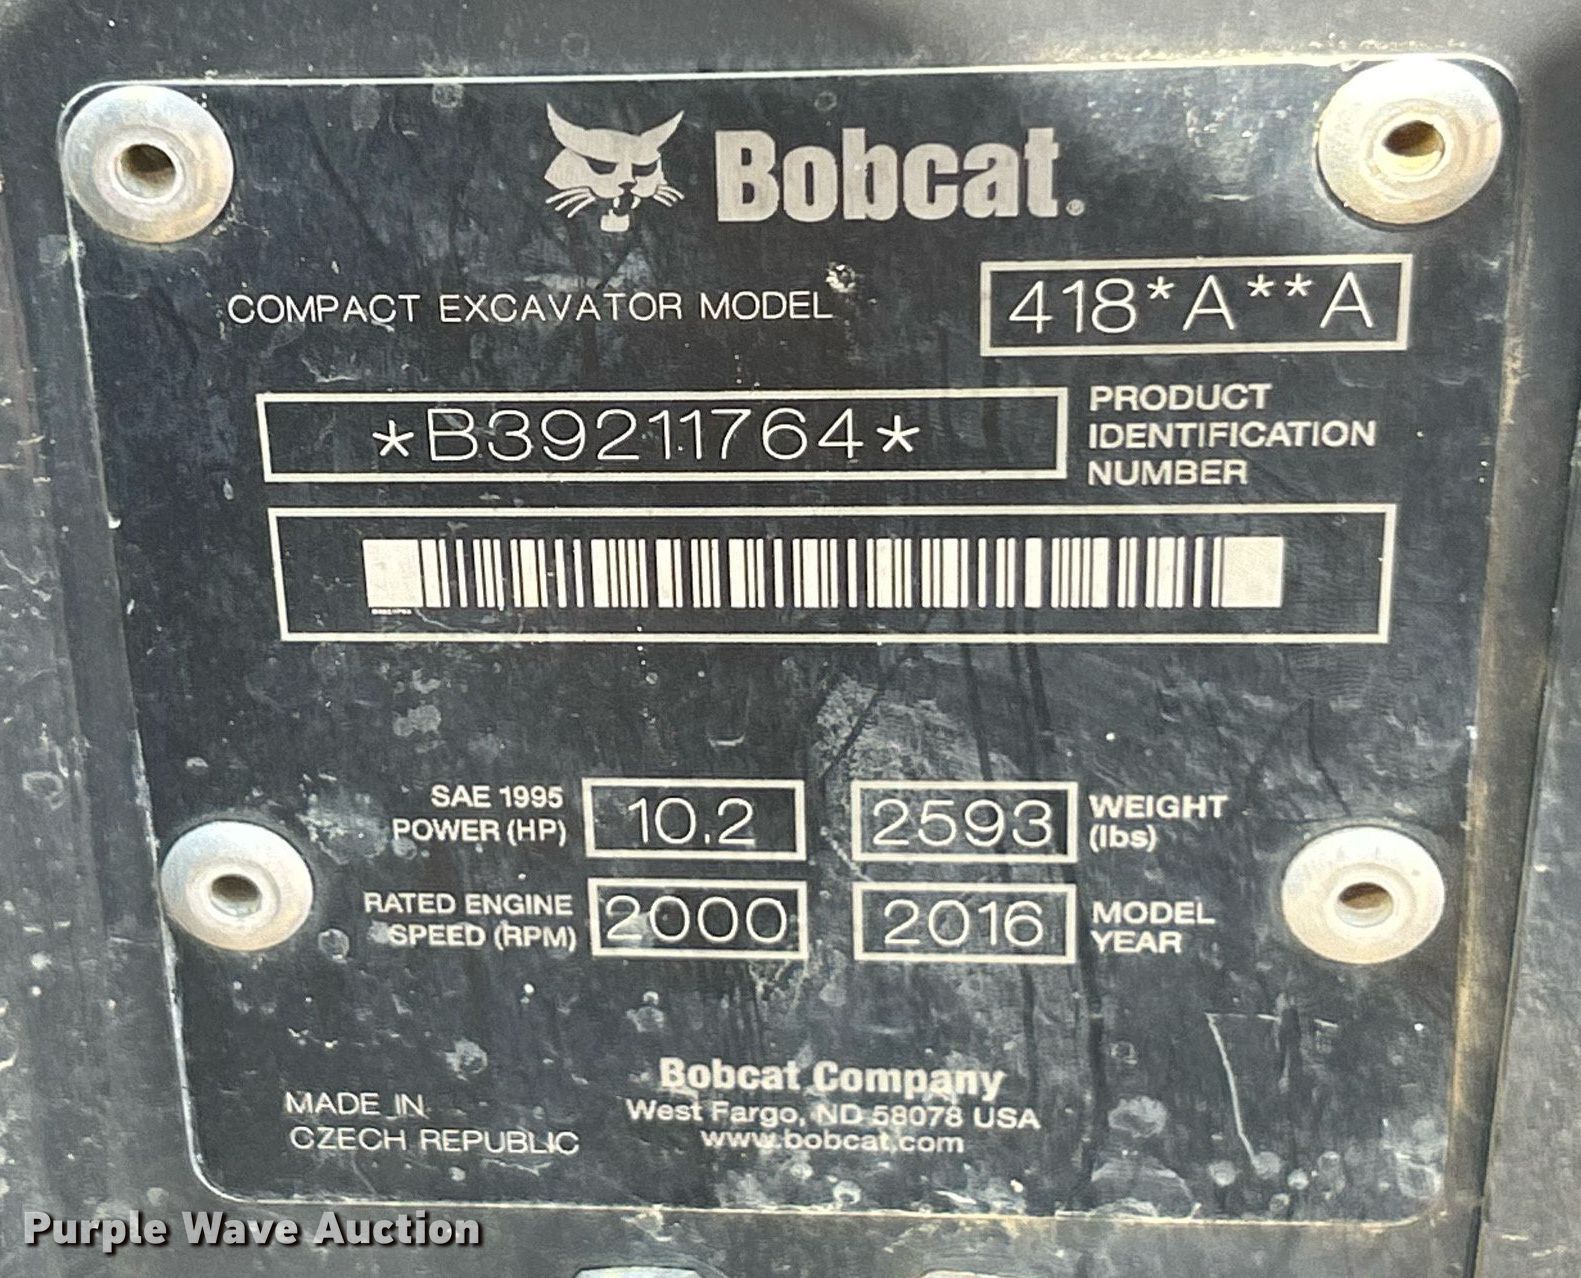 Bobcat®
COMPACT EXCAVATOR MODEL 418*A**A
*B39211764*
PRODUCT
IDENTIFICATION
NUMBER
SAE 1995
POWER (HP) 10.2
2593 WEIGHT
(lbs)
RATED ENGINE
SPEED (RPM) 2000
2016 MODEL
YEAR
MADE IN
CZECH REPUBLIC
Bobcat Company
West Fargo, ND 58078 USA
www.bobcat.com
Purple Wave Auction